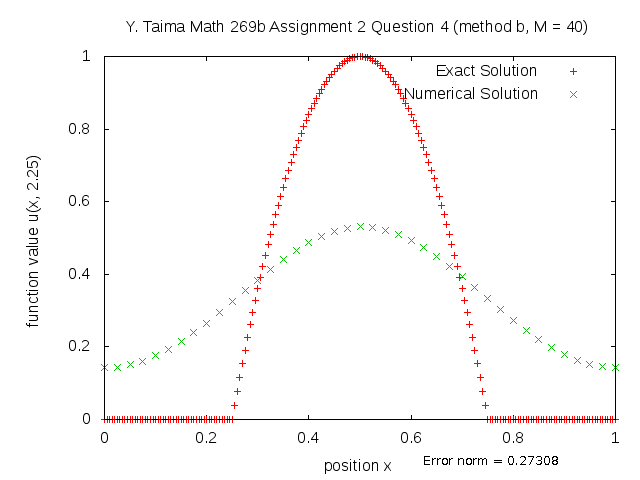 Y. Taima Math 269b Assignment 2 Question 4 (method b, M = 40)
Exact Solution
Numerical Solution
function value u(x, 2.25)
1
0.8
0.6
0.4
0.2
0
0 0.2 0.4 0.6 0.8 1
position x
Error norm = 0.27308